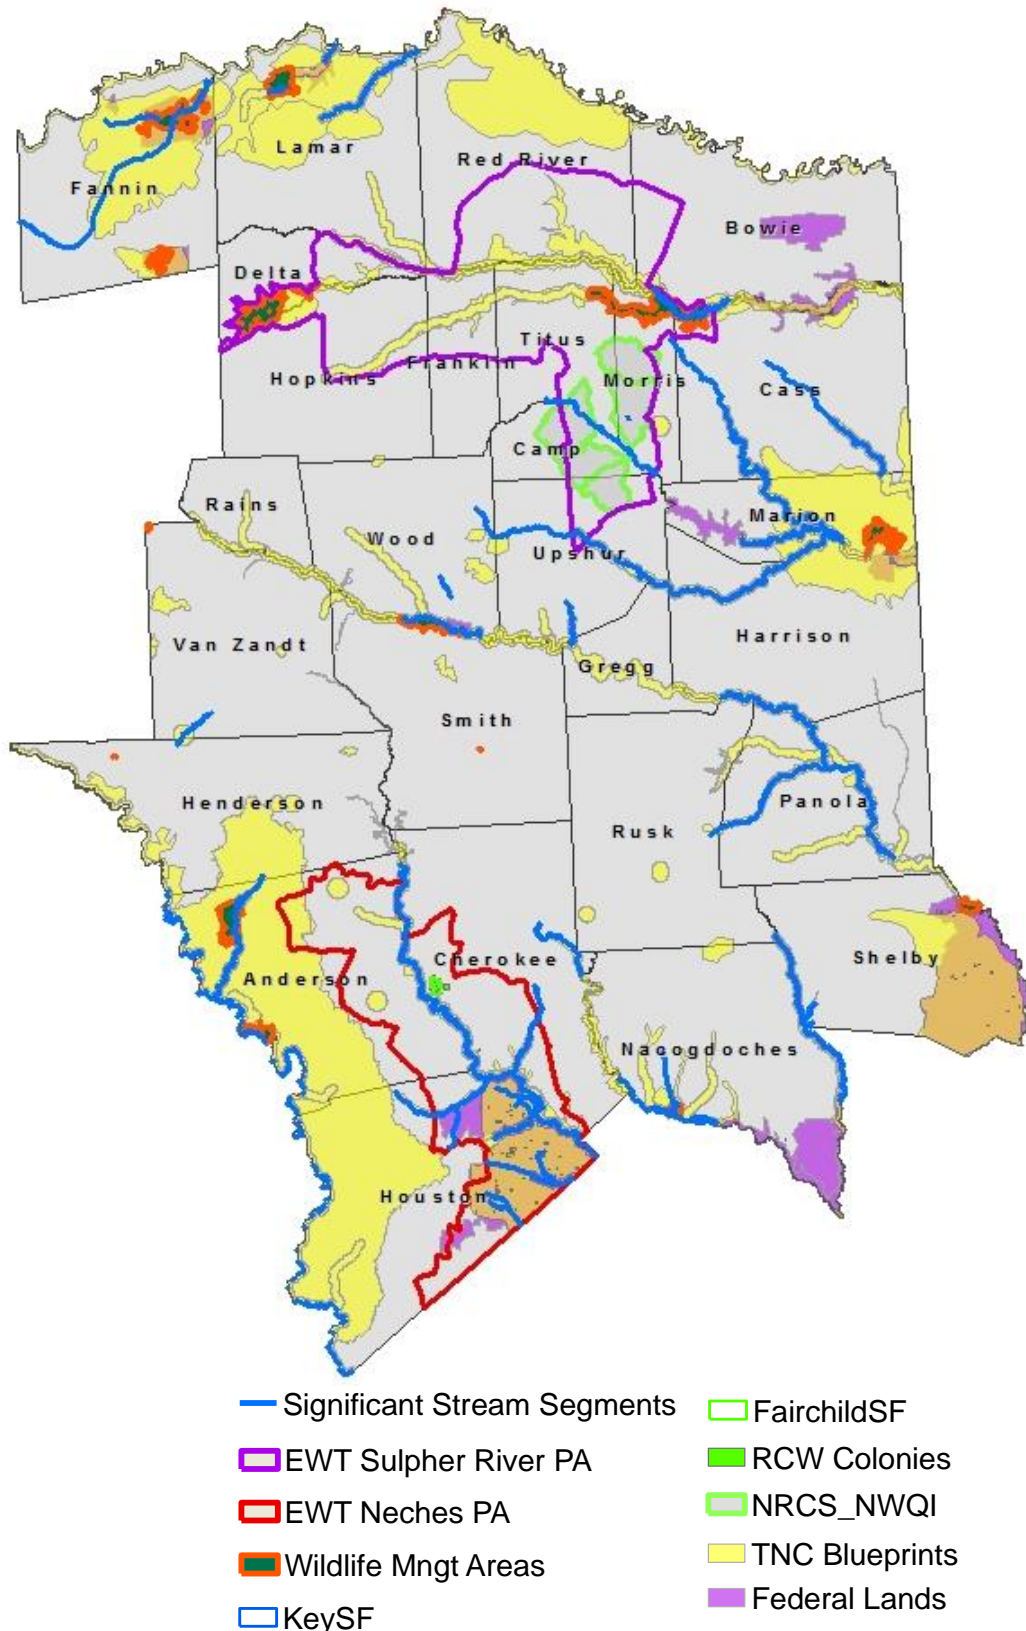 Lamar
Red River
Fannin
Bowie
Delta
Titus
Franklin
Hopkins
Morris
Cass
Camp
Rains
Marion
Wood
Upshur
Van Zandt
Harrison
Gregg
Smith
Henderson
Panola
Rusk
Cherokee
Shelby
Anderson
Nacogdoches
Houston
Significant Stream Segments
EWT Sulpher River PA
EWT Neches PA
Wildlife Mngt Areas
KeySF
FairchildSF
RCW Colonies
NRCS_NWQI
TNC Blueprints
Federal Lands